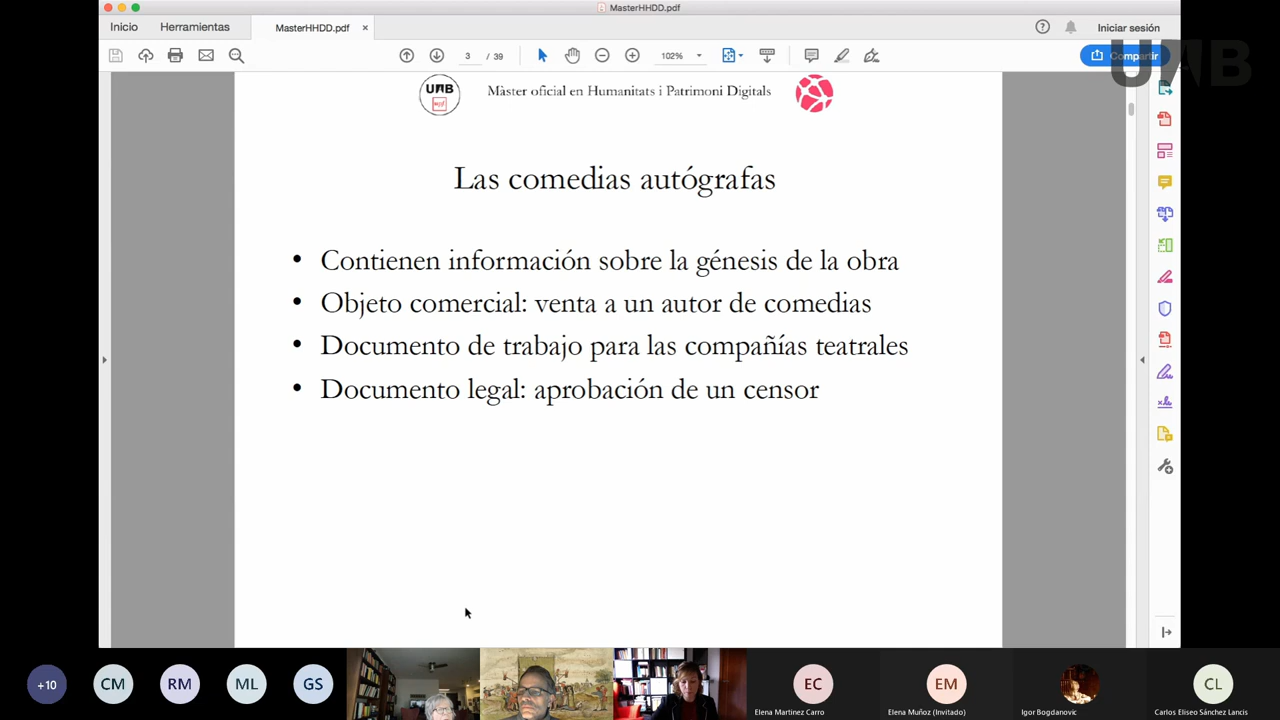 MasterHHDD.pdf
Inicio
Herramientas
MasterHHDD.pdf
Iniciar sesión
3 / 39
102%
Compartir
UAB
UAB
Màster oficial en Humanitats i Patrimoni Digitals
Las comedias autógrafas
• Contienen información sobre la génesis de la obra
• Objeto comercial: venta a un autor de comedias
• Documento de trabajo para las compañías teatrales
• Documento legal: aprobación de un censor
+10
CM
RM
ML
GS
EC
EM
CL
Elena Martinez Carro
Elena Muñoz (Invitado)
Igor Bogdanovic
Carlos Eliseo Sánchez Lancis